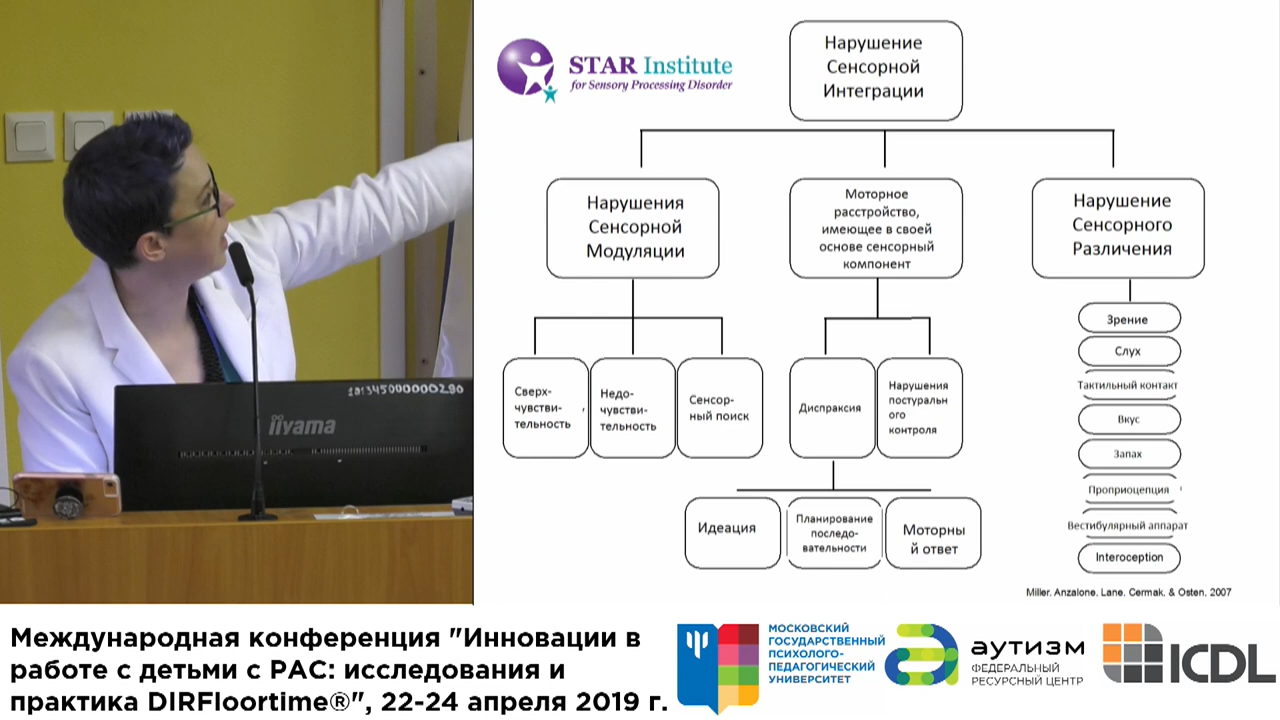 STAR Institute
for Sensory Processing Disorder
Нарушение
Сенсорной
Интеграции
Нарушения
Сенсорной
Модуляции
Моторное
расстройство,
имеющее в своей
основе сенсорный
компонент
Нарушение
Сенсорного
Различения
Сверх-
чувстви-
тельность
Недо-
чувстви-
тельность
Сенсор-
ный поиск
Диспраксия
Нарушения
постуральн
ого
контроля
Идеация
Планирование
последо-
вательности
Моторны
й ответ
Зрение
Слух
Тактильный контакт
Вкус
Запах
Проприоцепция
Вестибулярный аппарат
Interoception
Miller, Anzalone, Lane, Cermak, & Osten, 2007
iiyama
Международная конференция "Инновации в
работе с детьми с РАС: исследования и
практика DIRFloortime®", 22-24 апреля 2019 г.
МОСКОВСКИЙ
ГОСУДАРСТВЕННЫЙ
ПСИХОЛОГО-
ПЕДАГОГИЧЕСКИЙ
УНИВЕРСИТЕТ
аутизм
ФЕДЕРАЛЬНЫЙ
РЕСУРСНЫЙ ЦЕНТР
ICDL